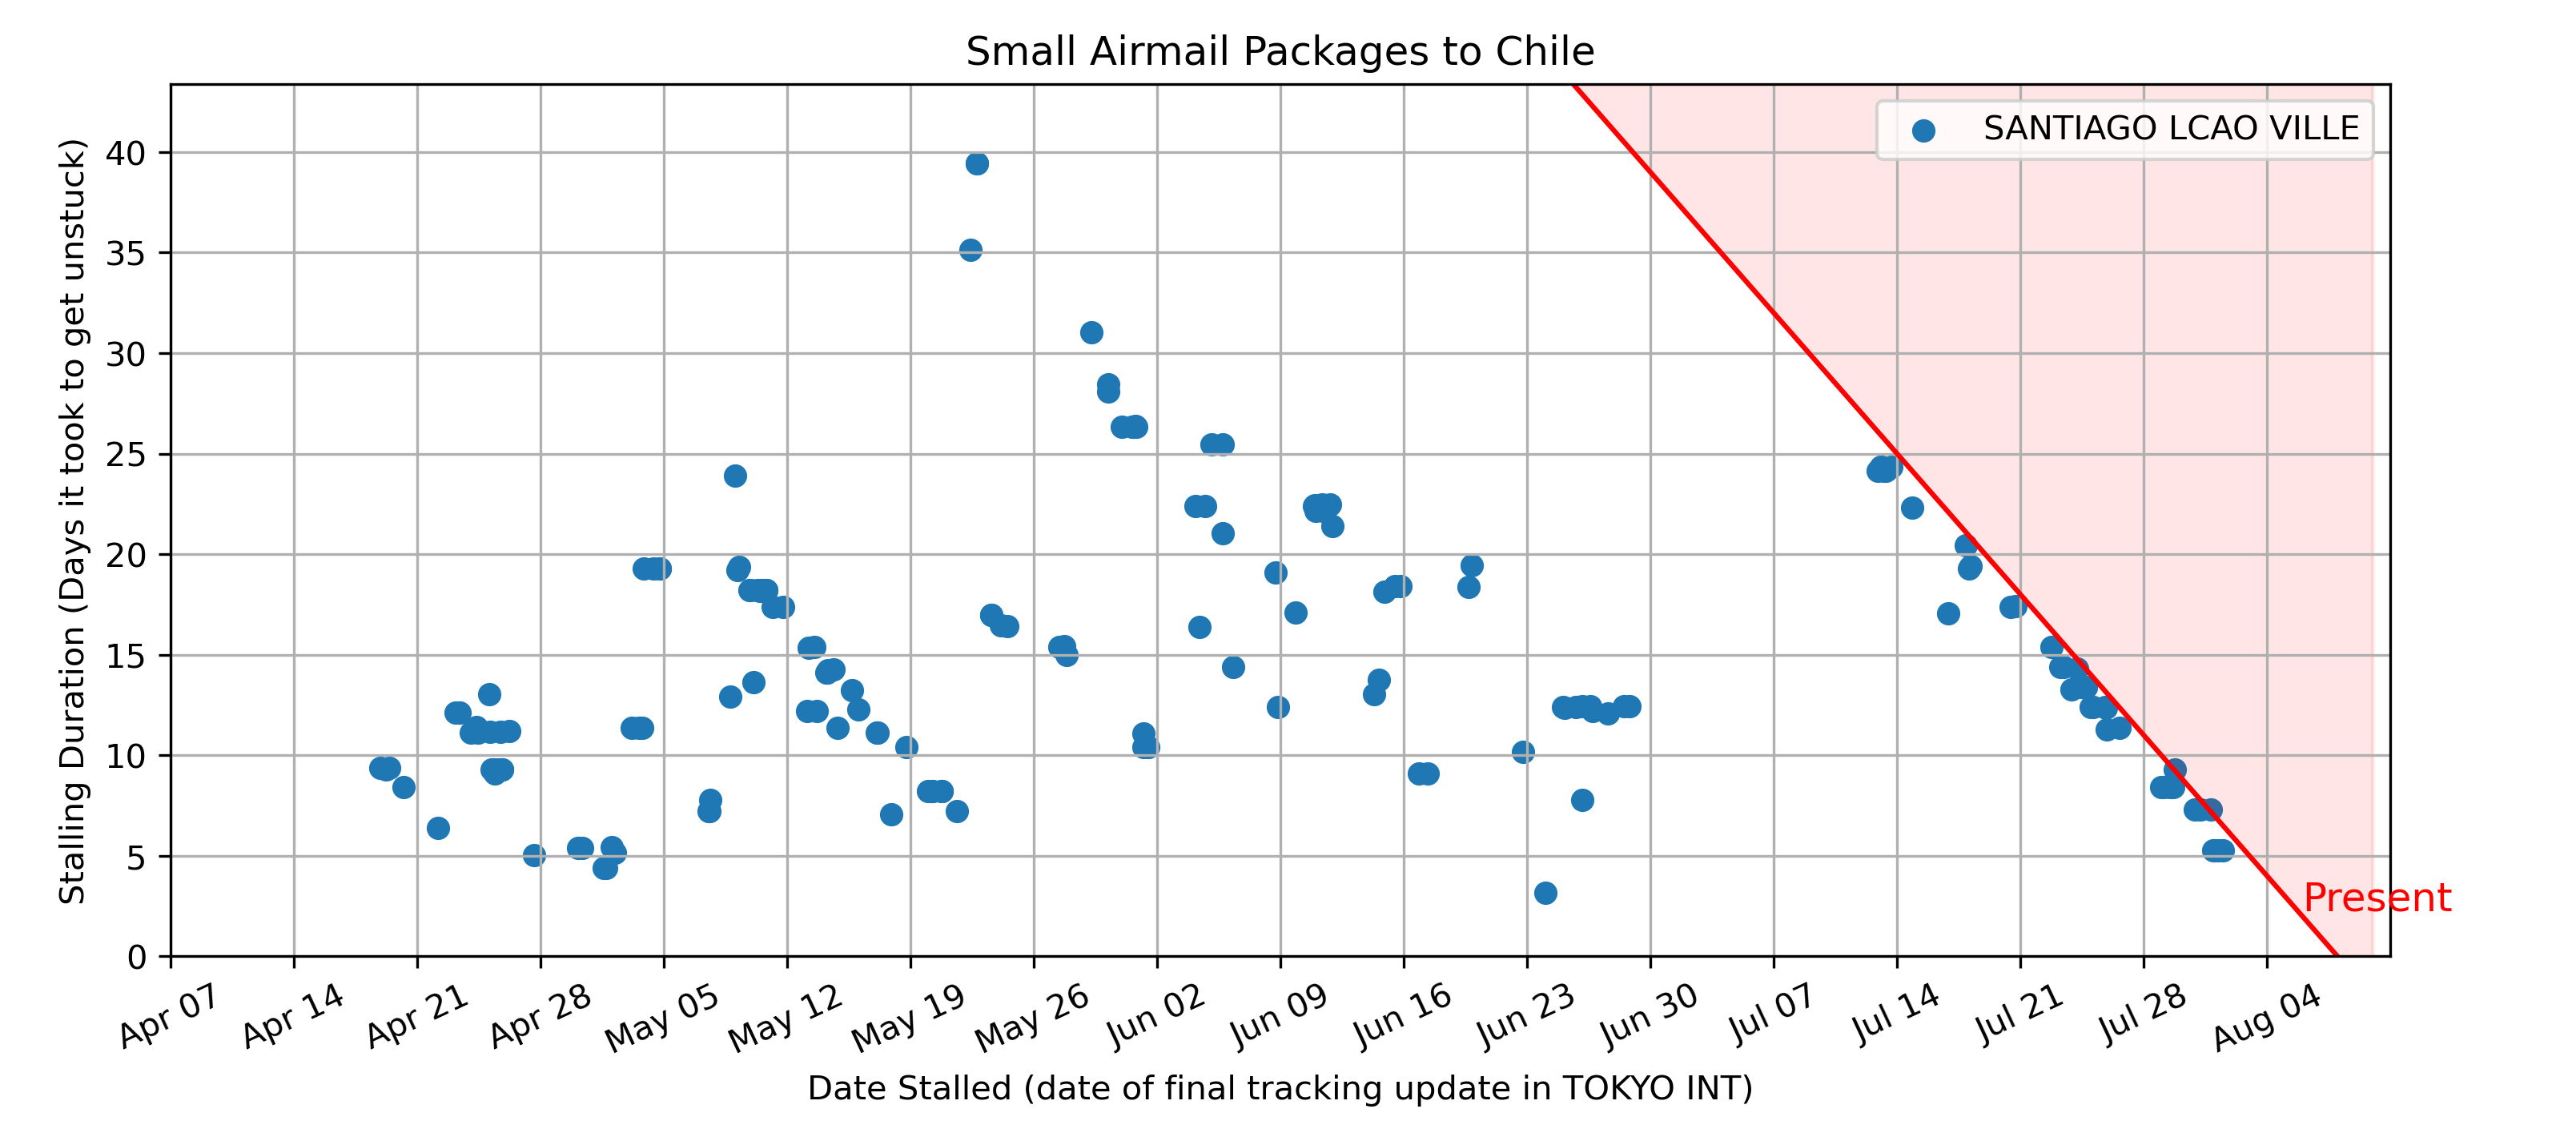 Small Airmail Packages to Chile
SANTIAGO LCAO VILLE
Stalling Duration (Days it took to get unstuck)
40
35
30
25
20
15
10
5
0
Present
Apr 07
Apr 14
Apr 21
Apr 28
May 05
May 12
May 19
May 26
Jun 02
Jun 09
Jun 16
Jun 23
Jun 30
Jul 07
Jul 14
Jul 21
Jul 28
Aug 04
Date Stalled (date of final tracking update in TOKYO INT)